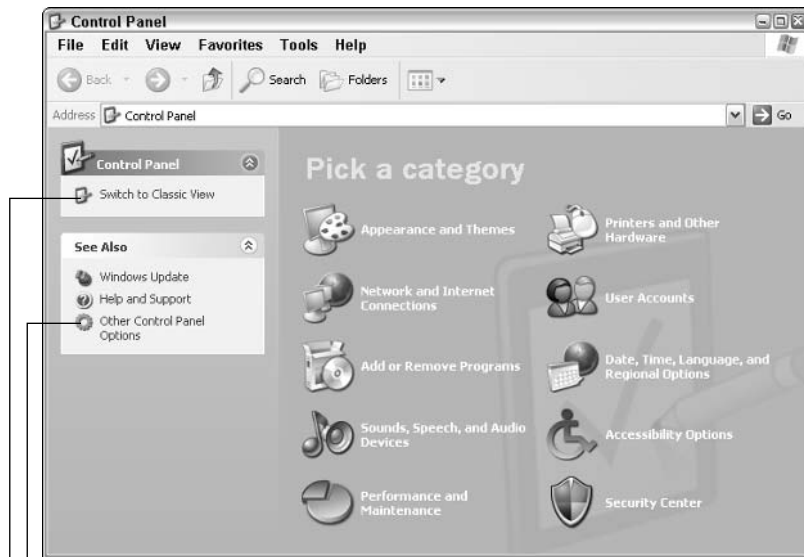 Control Panel
File Edit View Favorites Tools Help
Back Search Folders
Address Control Panel Go
Control Panel
Switch to Classic View
See Also
Windows Update
Help and Support
Other Control Panel
Options
Pick a category
Appearance and Themes
Printers and Other
Hardware
Network and Internet
Connections
User Accounts
Add or Remove Programs
Date, Time, Language, and
Regional Options
Sounds, Speech, and Audio
Devices
Accessibility Options
Performance and
Maintenance
Security Center